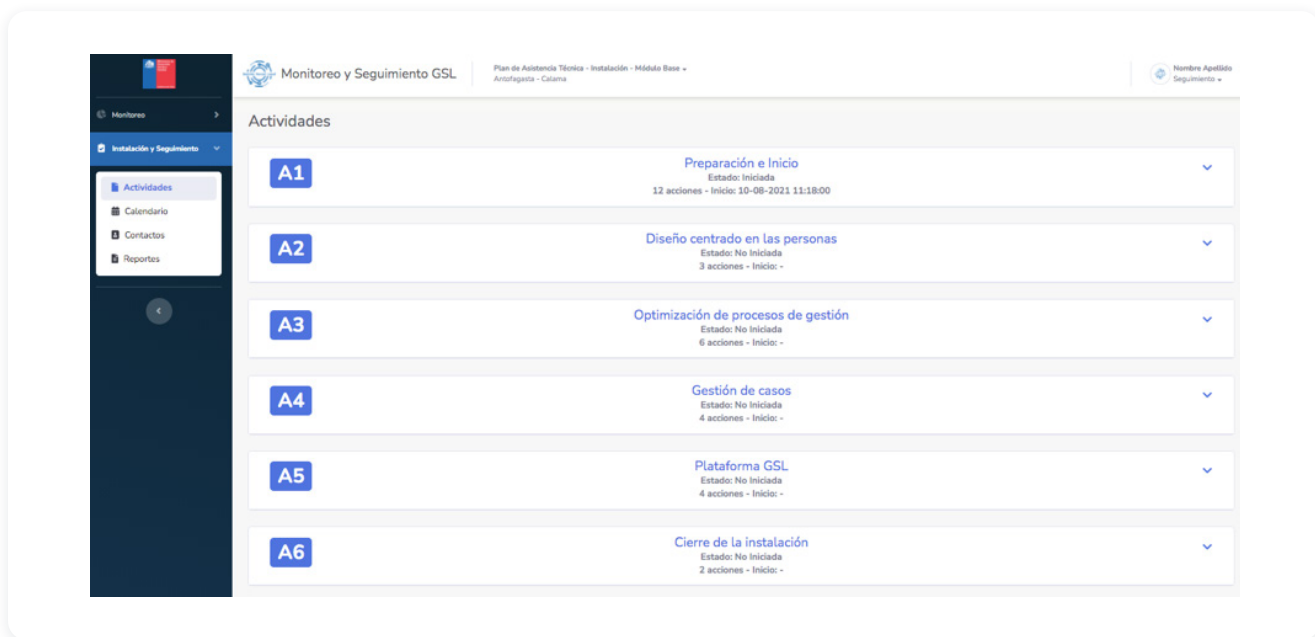 Monitoreo y Seguimiento GSL
Plan de Asistencia Técnica - Instalación - Módulo Base
Antofagasta - Calama
Nombre Apellido
Seguimiento
Monitoreo
Instalación y Seguimiento
Actividades
Calendario
Contactos
Reportes
Actividades
A1
Preparación e Inicio
Estado: Iniciada
12 acciones - Inicio: 10-08-2021 11:18:00
A2
Diseño centrado en las personas
Estado: No Iniciada
3 acciones - Inicio: -
A3
Optimización de procesos de gestión
Estado: No Iniciada
6 acciones - Inicio: -
A4
Gestión de casos
Estado: No Iniciada
4 acciones - Inicio: -
A5
Plataforma GSL
Estado: No Iniciada
4 acciones - Inicio: -
A6
Cierre de la instalación
Estado: No Iniciada
2 acciones - Inicio: -